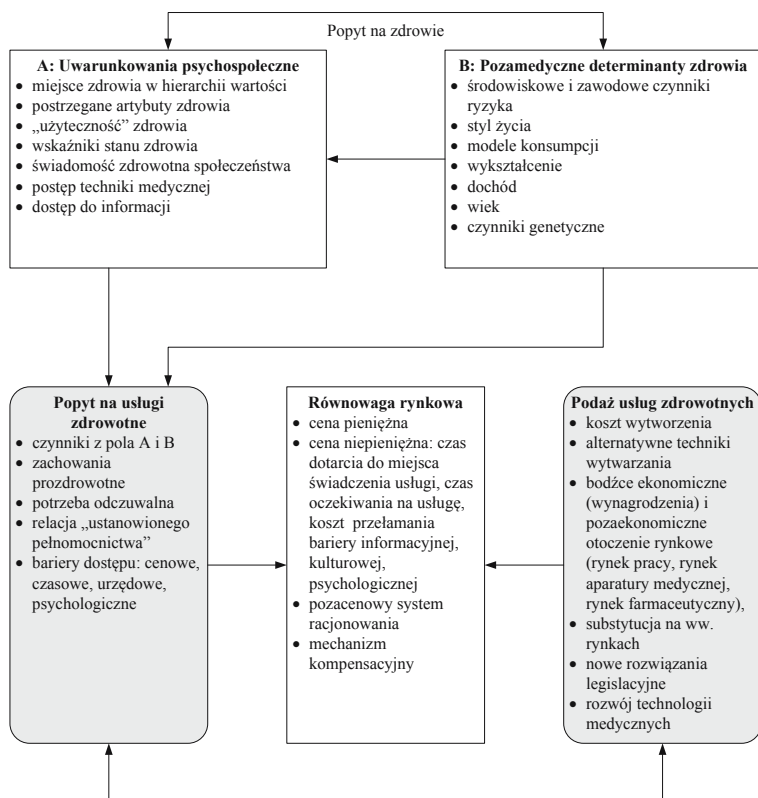 Popyt na zdrowie
A: Uwarunkowania psychospołeczne
• miejsce zdrowia w hierarchii wartości
• postrzegane artybuty zdrowia
• „użyteczność” zdrowia
• wskaźniki stanu zdrowia
• świadomość zdrowotna społeczeństwa
• postęp techniki medycznej
• dostęp do informacji
B: Pozamedyczne determinanty zdrowia
• środowiskowe i zawodowe czynniki
ryzyka
• styl życia
• modele konsumpcji
• wykształcenie
• dochód
• wiek
• czynniki genetyczne
Popyt na usługi
zdrowotne
• czynniki z pola A i B
• zachowania
prozdrowotne
• potrzeba odczuwalna
• relacja „ustanowionego
pełnomocnictwa”
• bariery dostępu: cenowe,
czasowe, urzędowe,
psychologiczne
Równowaga rynkowa
• cena pieniężna
• cena niepieniężna: czas
dotarcia do miejsca
świadczenia usługi, czas
oczekiwania na usługę,
koszt przełamania
bariery informacyjnej,
kulturowej,
psychologicznej
• pozacenowy system
racjonowania
• mechanizm
kompensacyjny
Podaż usług zdrowotnych
• koszt wytworzenia
• alternatywne techniki
wytwarzania
• bodźce ekonomiczne
(wynagrodzenia) i
pozaekonomiczne
otoczenie rynkowe
(rynek pracy, rynek
aparatury medycznej,
rynek farmaceutyczny),
• substytucja na ww.
rynkach
• nowe rozwiązania
legislacyjne
• rozwój technologii
medycznych